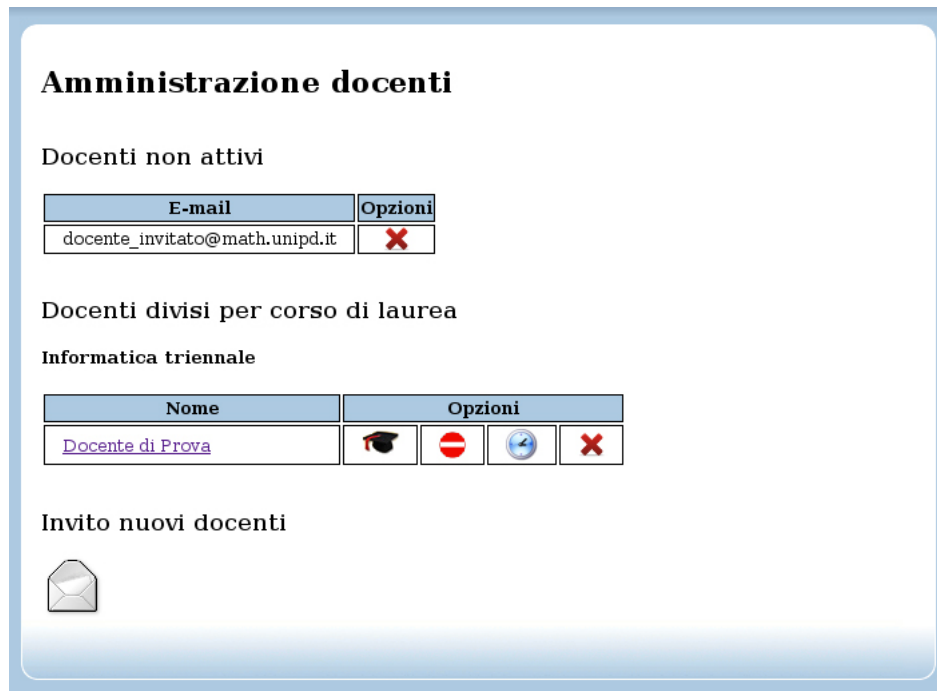 Amministrazione docenti
Docenti non attivi
E-mail Opzioni
docente_invitato@math.unipd.it
Docenti divisi per corso di laurea
Informatica triennale
Nome Opzioni
Docente di Prova
Invito nuovi docenti